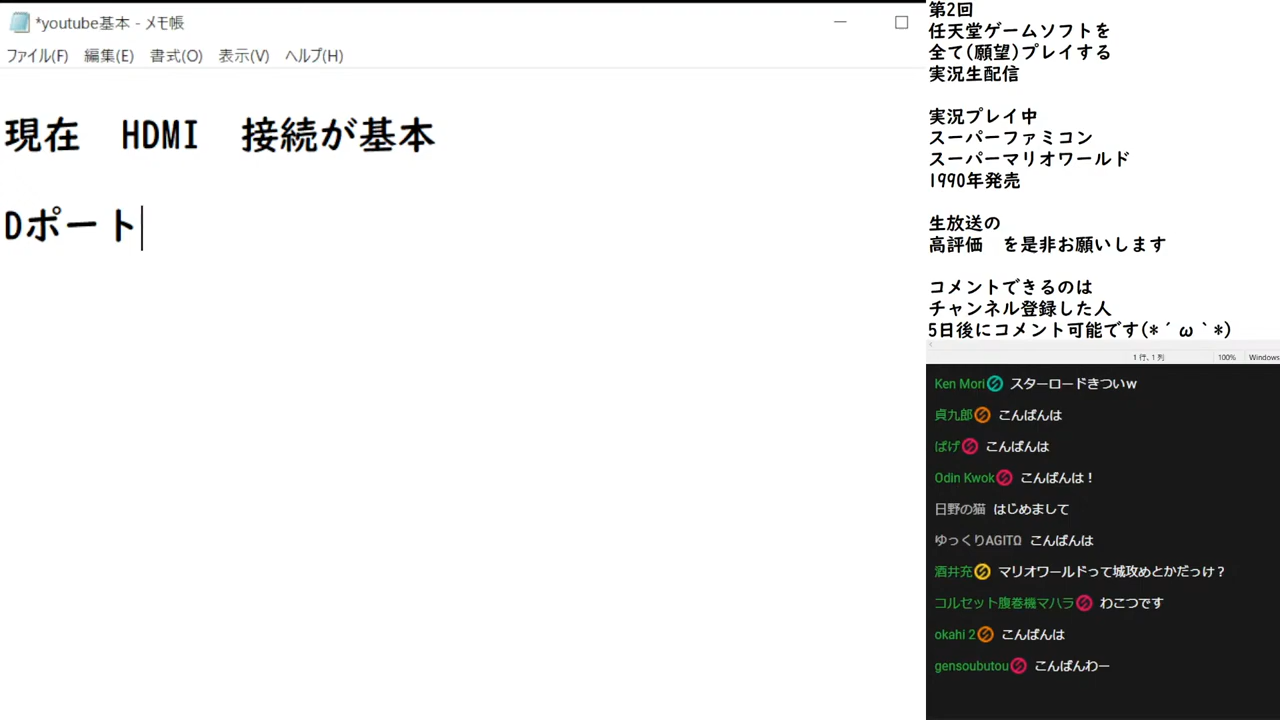 *youtube基本 - メモ帳
ファイル(F) 編集(E) 書式(O) 表示(V) ヘルプ(H)
現在　HDMI　接続が基本
Dポート
第2回
任天堂ゲームソフトを
全て(願望)プレイする
実況生配信
実況プレイ中
スーパーファミコン
スーパーマリオワールド
1990年発売
生放送の
高評価　を是非お願いします
コメントできるのは
チャンネル登録した人
5日後にコメント可能です(*´ω`*)
1 行、1 列 100% Windows
Ken Mori スターロードきついw
貞九郎 こんばんは
ぱげ こんばんは
Odin Kwok こんばんは！
日野の猫 はじめまして
ゆっくりAGITΩ こんばんは
酒井充 マリオワールドって城攻めとかだっけ？
コルセット腹巻機マハラ わこつです
okahi 2 こんばんは
gensoubutou こんばんわー